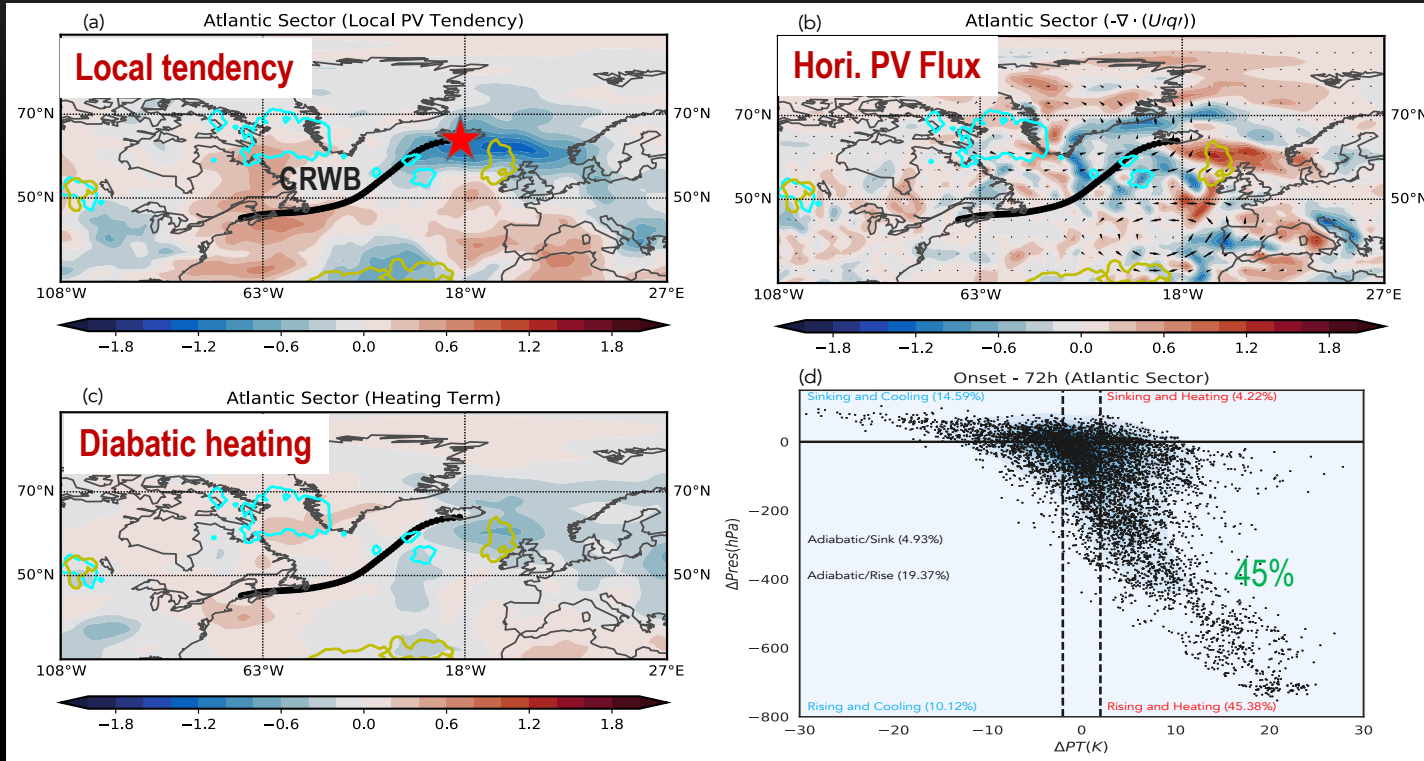 (a) Atlantic Sector (Local PV Tendency)
Local tendency
CRWB
70°N
50°N
70°N
50°N
108°W 63°W 18°W 27°E
−1.8 −1.2 −0.6 0.0 0.6 1.2 1.8
(b) Atlantic Sector (-∇ · (U′q′))
Hori. PV Flux
70°N
50°N
108°W 63°W 18°W 27°E
−1.8 −1.2 −0.6 0.0 0.6 1.2 1.8
(c) Atlantic Sector (Heating Term)
Diabatic heating
70°N
50°N
70°N
50°N
108°W 63°W 18°W 27°E
−1.8 −1.2 −0.6 0.0 0.6 1.2 1.8
(d) Onset - 72h (Atlantic Sector)
Sinking and Cooling (14.59%) Sinking and Heating (4.22%)
Adiabatic/Sink (4.93%)
Adiabatic/Rise (19.37%)
45%
Rising and Cooling (10.12%) Rising and Heating (45.38%)
ΔPres(hPa)
0
−200
−400
−600
−800
−30 −20 −10 0 10 20 30
ΔPT(K)